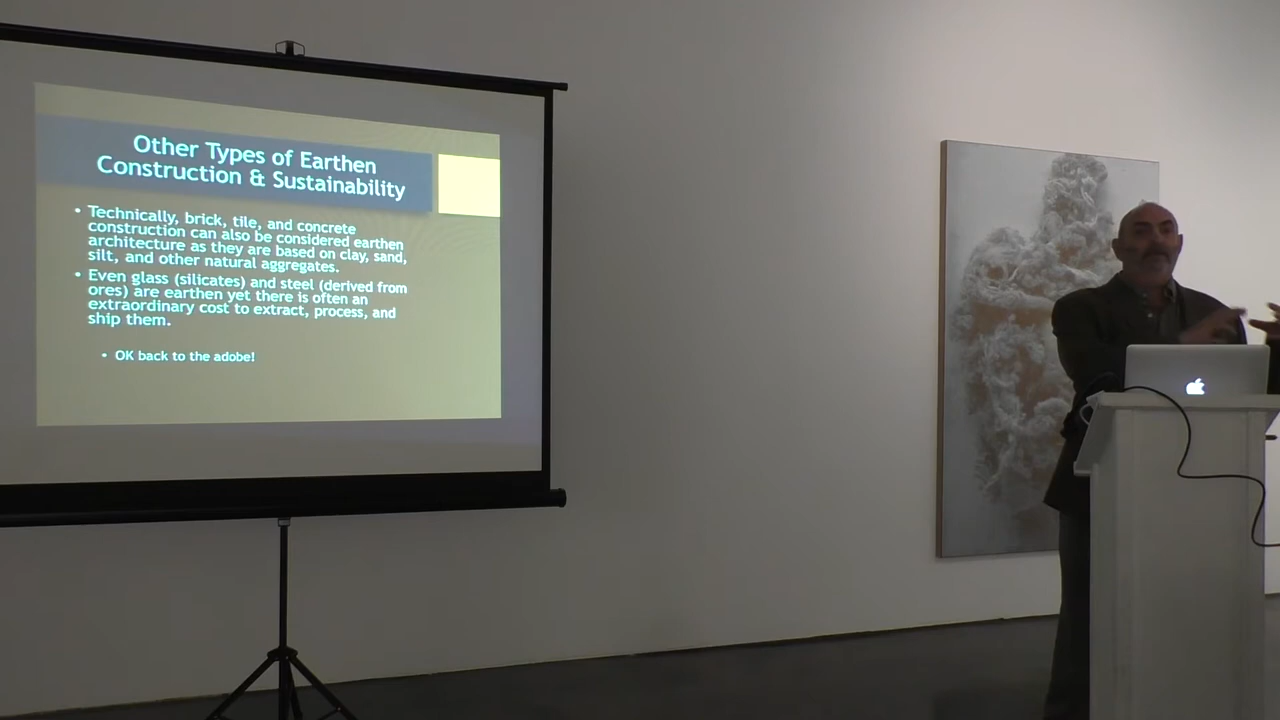 Other Types of Earthen
Construction & Sustainability
• Technically, brick, tile, and concrete
construction can also be considered earthen
architecture as they are based on clay, sand,
silt, and other natural aggregates.
• Even glass (silicates) and steel (derived from
ores) are earthen yet there is often an
extraordinary cost to extract, process, and
ship them.
• OK back to the adobe!